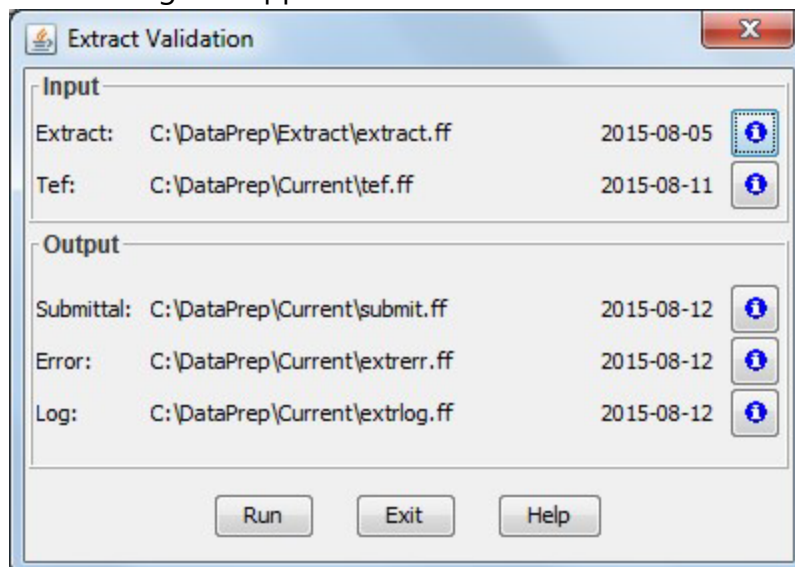 Extract Validation
Input
Extract: C:\DataPrep\Extract\extract.ff 2015-08-05
Tef: C:\DataPrep\Current\tef.ff 2015-08-11
Output
Submittal: C:\DataPrep\Current\submit.ff 2015-08-12
Error: C:\DataPrep\Current\extrerr.ff 2015-08-12
Log: C:\DataPrep\Current\extrlog.ff 2015-08-12
Run Exit Help